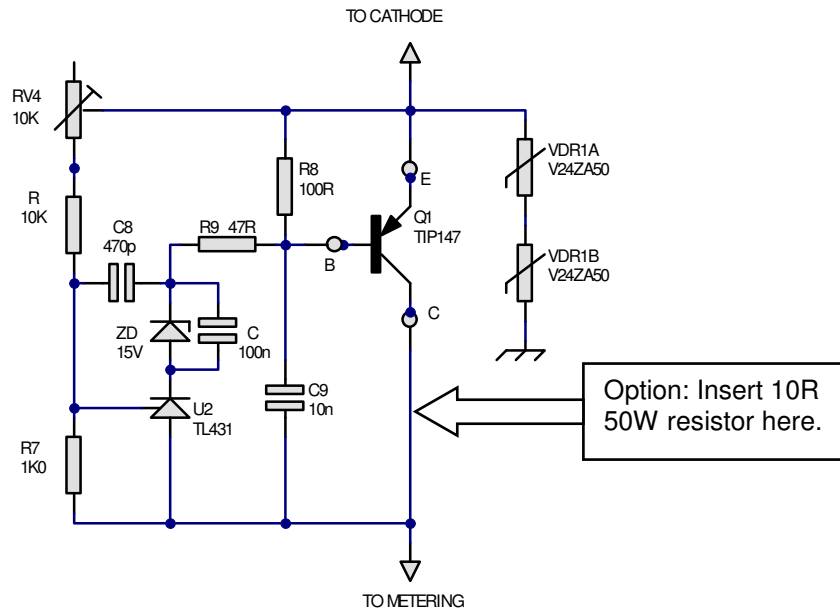 TO CATHODE
RV4
10K
R
10K
C8
470p
R9 47R
R8
100R
E
Q1
TIP147
B
C
VDR1A
V24ZA50
VDR1B
V24ZA50
ZD
15V
C
100n
U2
TL431
C9
10n
R7
1K0
Option: Insert 10R
50W resistor here.
TO METERING